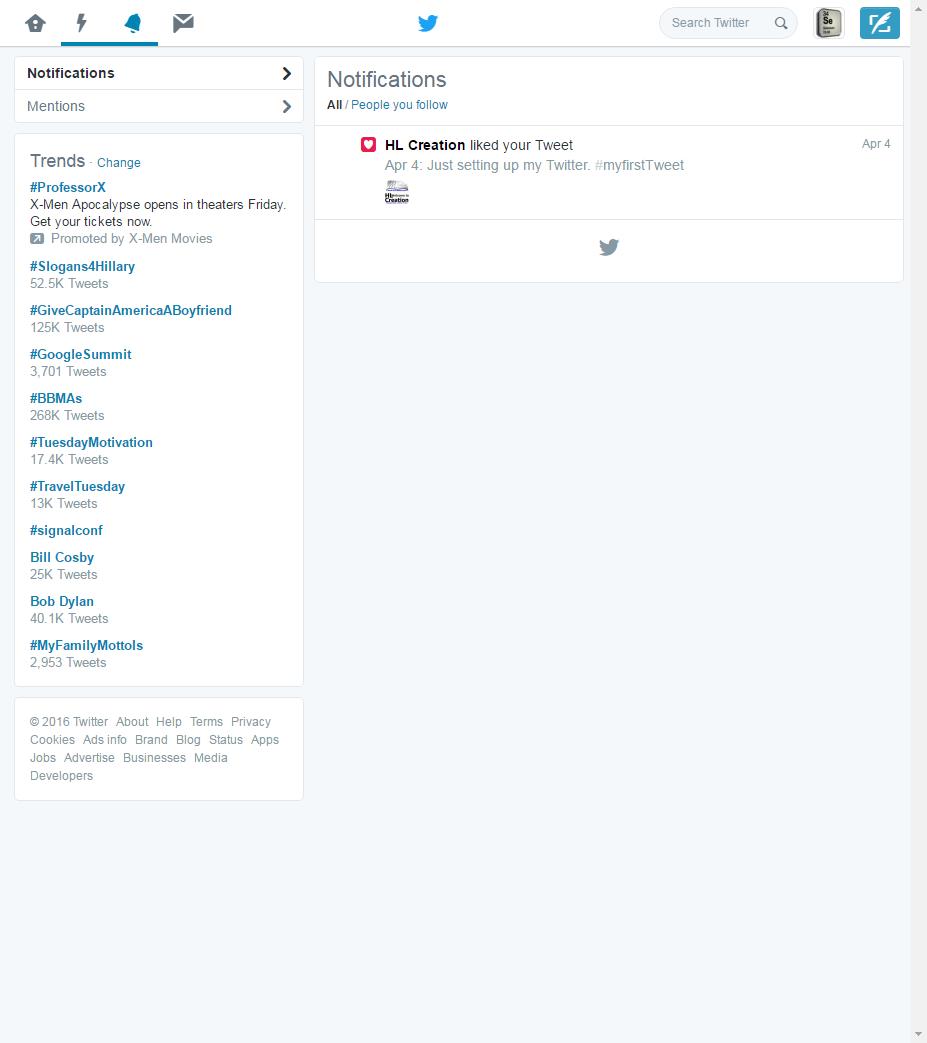 Search Twitter
34
Se
Notifications
Mentions
Trends · Change
#ProfessorX
X-Men Apocalypse opens in theaters Friday.
Get your tickets now.
Promoted by X-Men Movies
#Slogans4Hillary
52.5K Tweets
#GiveCaptainAmericaABoyfriend
125K Tweets
#GoogleSummit
3,701 Tweets
#BBMAs
268K Tweets
#TuesdayMotivation
17.4K Tweets
#TravelTuesday
13K Tweets
#signalconf
Bill Cosby
25K Tweets
Bob Dylan
40.1K Tweets
#MyFamilyMottoIs
2,953 Tweets
© 2016 Twitter About Help Terms Privacy
Cookies Ads info Brand Blog Status Apps
Jobs Advertise Businesses Media
Developers
Notifications
All / People you follow
HL Creation liked your Tweet
Apr 4
Apr 4: Just setting up my Twitter. #myfirstTweet
Creation